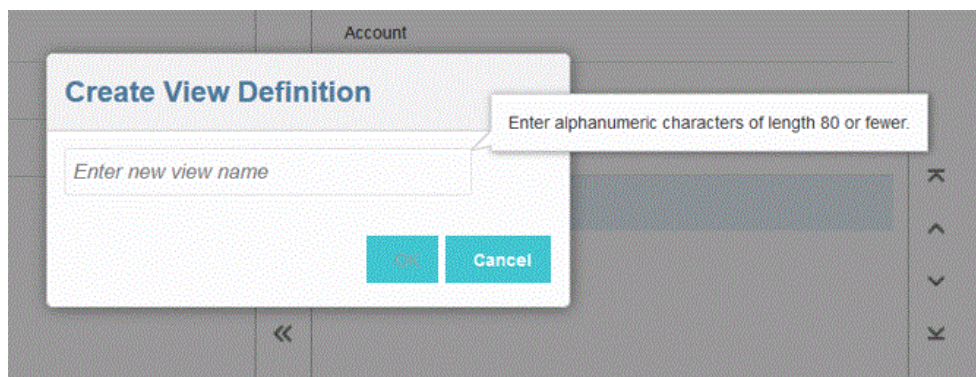 Account
Create View Definition
Enter alphanumeric characters of length 80 or fewer.
Enter new view name
OK Cancel